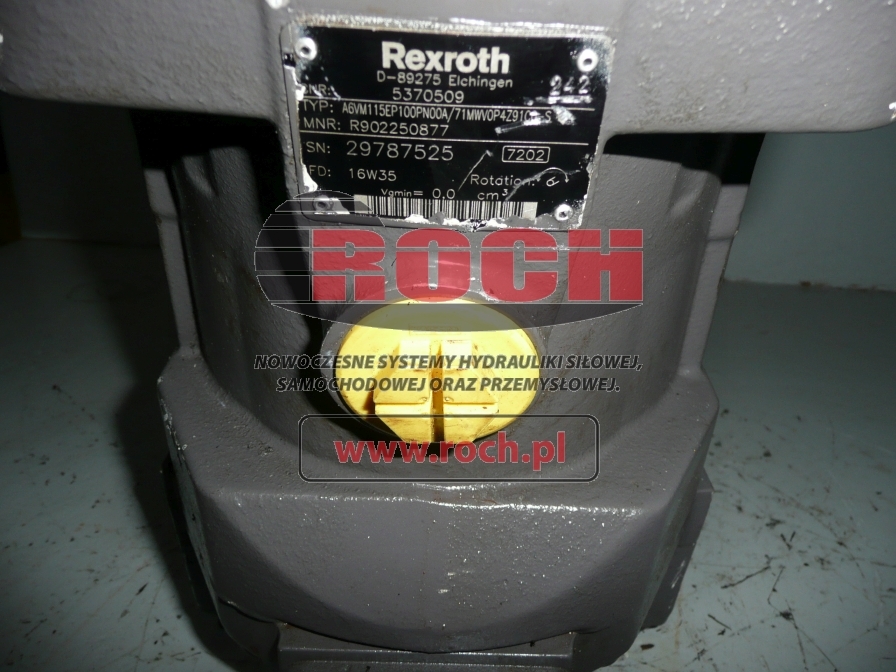 Rexroth
D-89275 Elchingen
242
5370509
TYP: A6VM115EP100PN00A/71MWV0P4Z91
MNR: R902250877
SN: 29787525
7202
FD: 16W35
Rotation:
Vgmin= 0.0 cm³
ROCH
NOWOCZESNE SYSTEMY HYDRAULIKI SIŁOWEJ,
SAMOCHODOWEJ ORAZ PRZEMYSŁOWEJ.
www.roch.pl